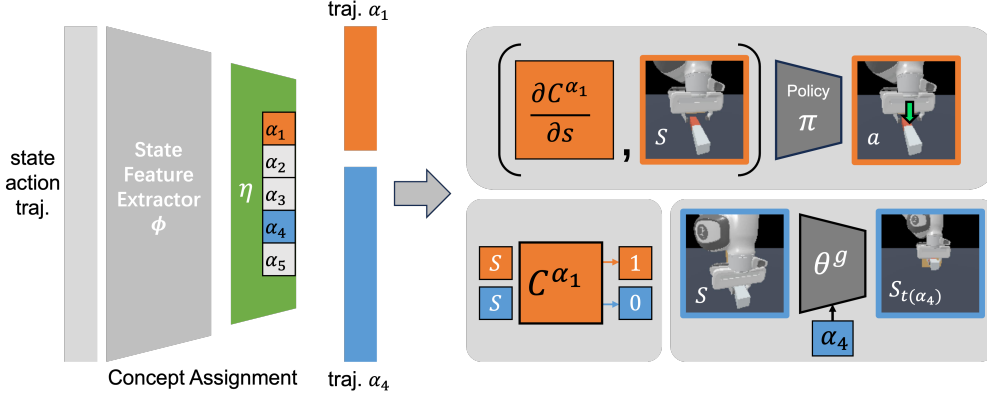 state
action
traj.
State
Feature
Extractor
ϕ
η
α₁
α₂
α₃
α₄
α₅
Concept Assignment
traj. α₁
traj. α₄
( ∂C^α₁ / ∂s , S )
Policy
π
a
S
S
C^α₁
1
0
S
θ^g
α₄
S_t(α₄)